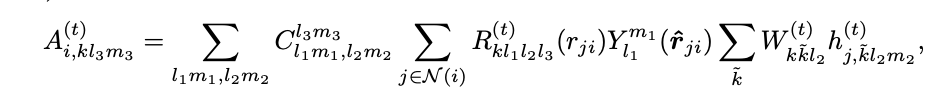 $A^{(t)}_{i,kl_3m_3} = \sum_{l_1m_1,l_2m_2} C^{l_3m_3}_{l_1m_1,l_2m_2} \sum_{j\in\mathcal{N}(i)} R^{(t)}_{kl_1l_2l_3}(r_{ji}) Y^{m_1}_{l_1}(\hat{\boldsymbol{r}}_{ji}) \sum_{\tilde{k}} W^{(t)}_{k\tilde{k}l_2} h^{(t)}_{j,\tilde{k}l_2m_2},$